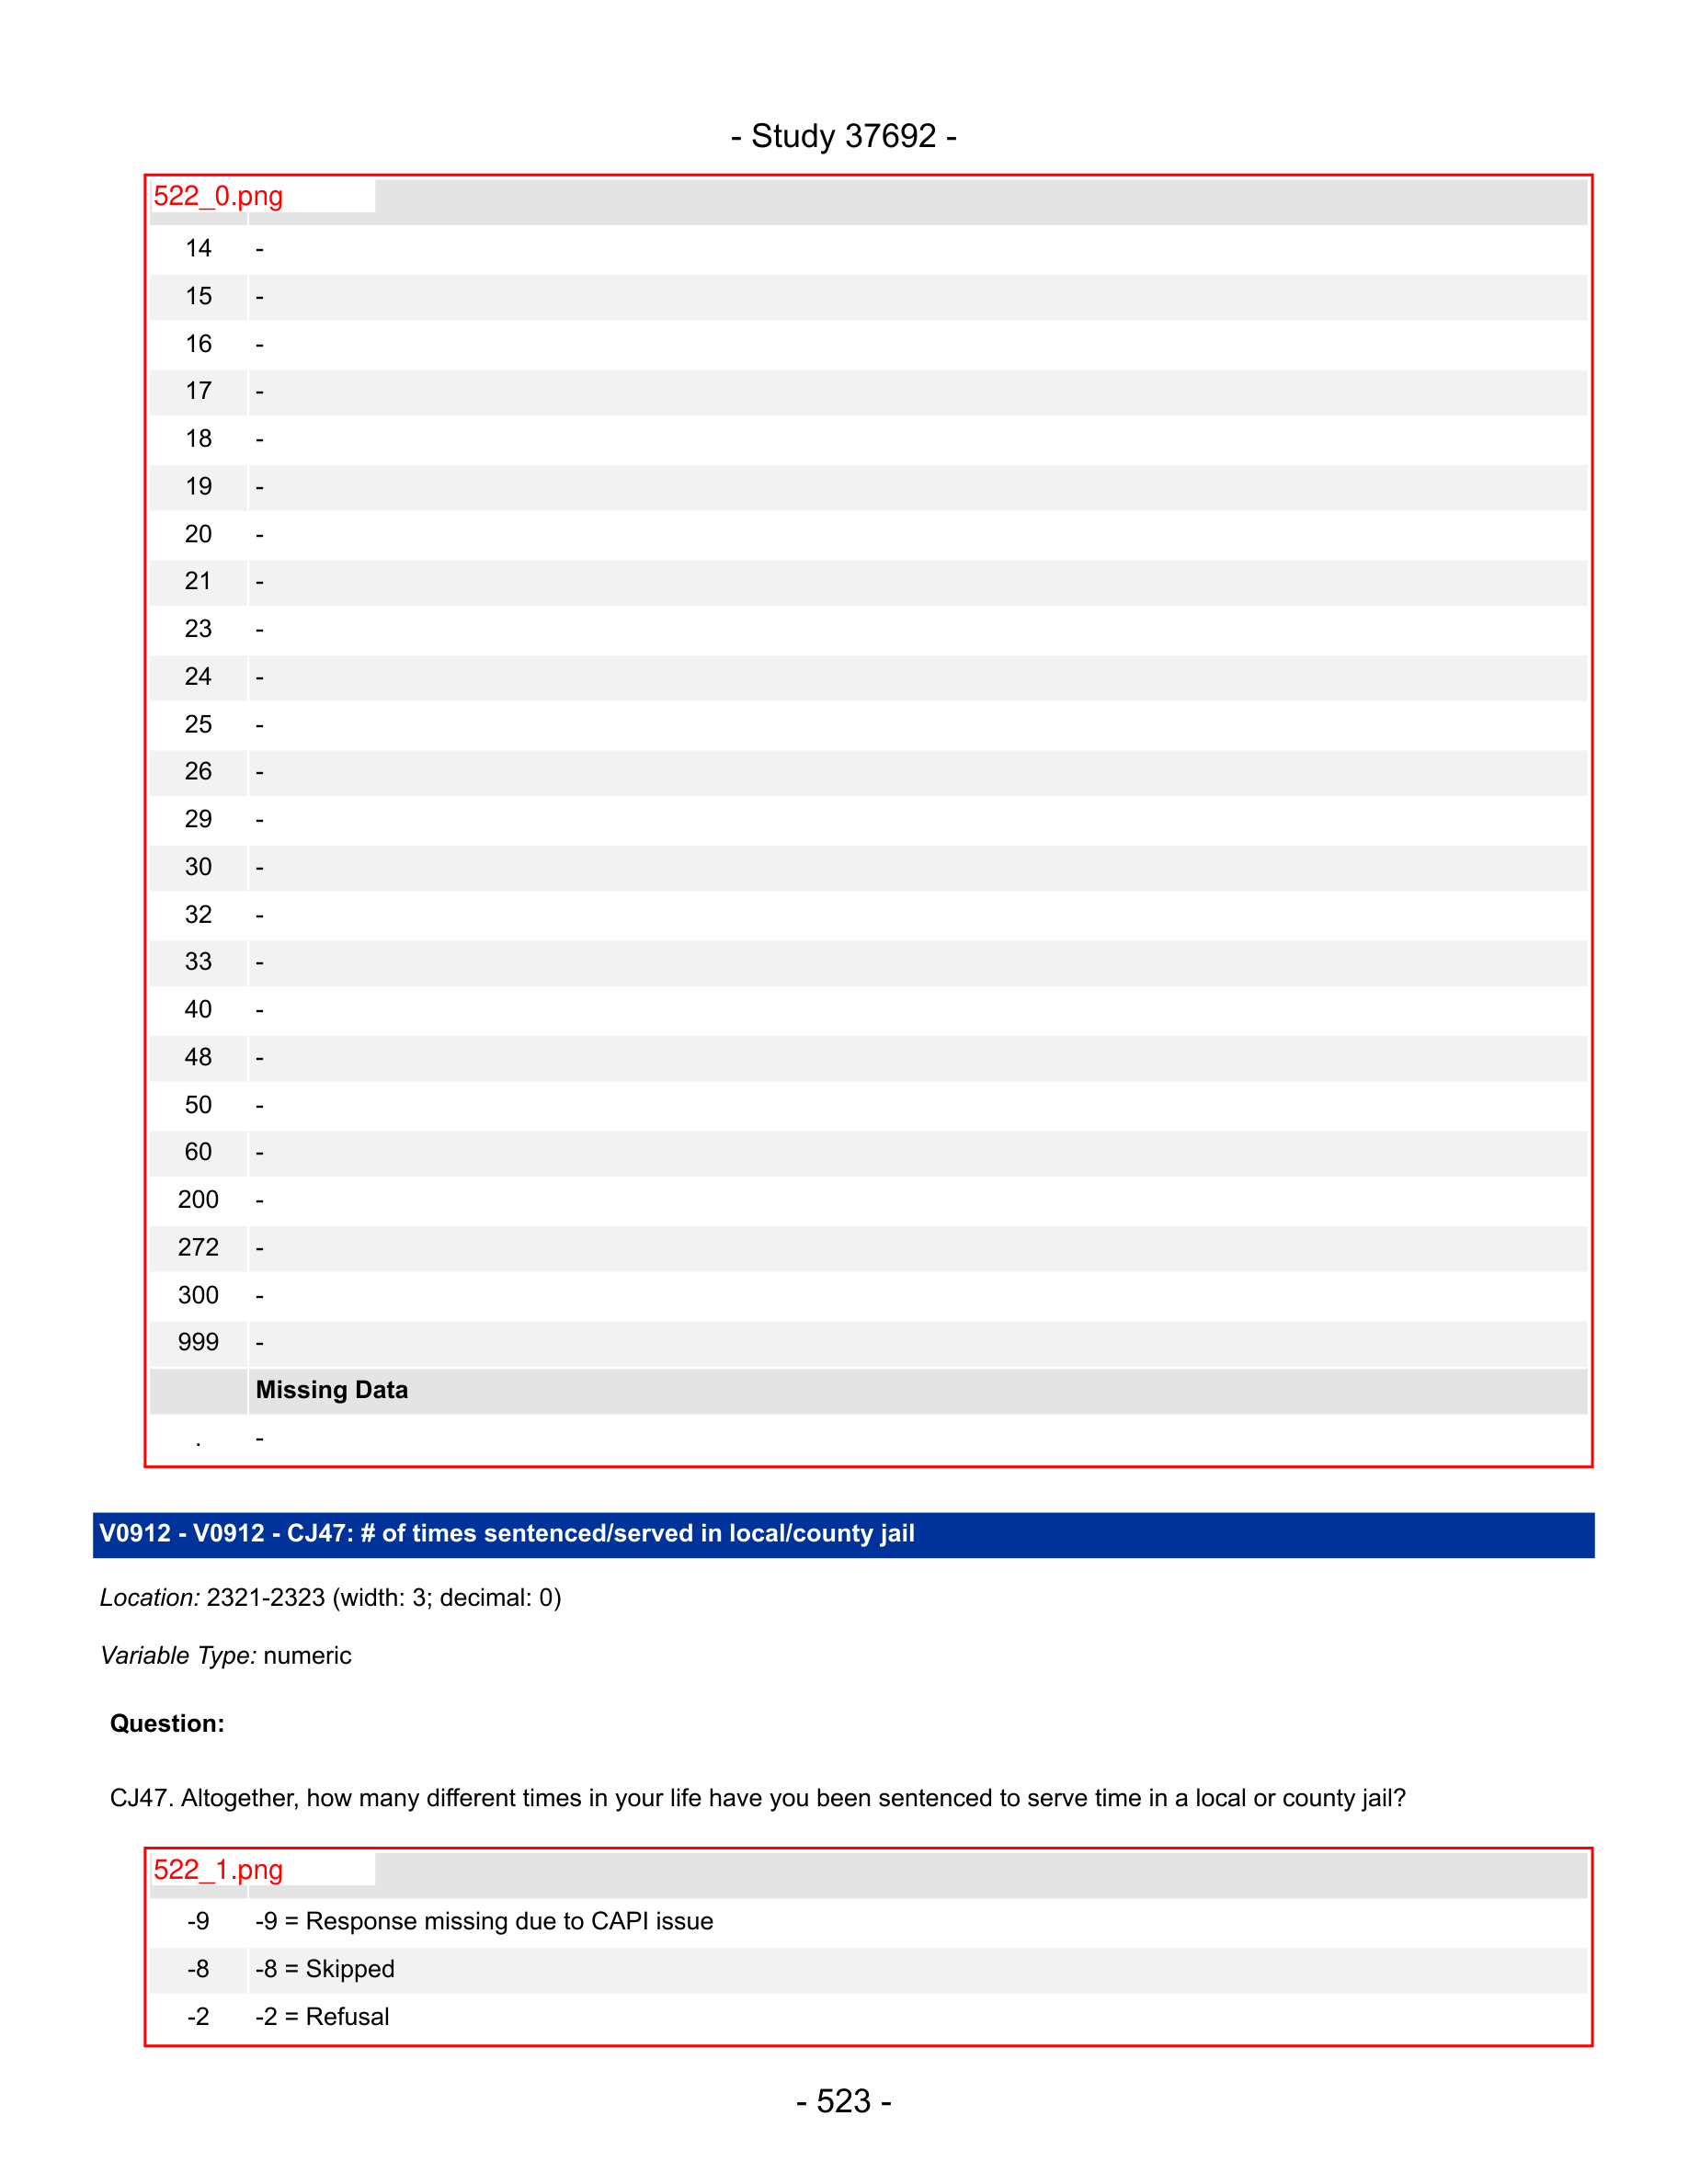 - Study 37692 -
522_0.png
14 -
15 -
16 -
17 -
18 -
19 -
20 -
21 -
23 -
24 -
25 -
26 -
29 -
30 -
32 -
33 -
40 -
48 -
50 -
60 -
200 -
272 -
300 -
999 -
Missing Data
. -
V0912 - V0912 - CJ47: # of times sentenced/served in local/county jail
Location: 2321-2323 (width: 3; decimal: 0)
Variable Type: numeric
Question:
CJ47. Altogether, how many different times in your life have you been sentenced to serve time in a local or county jail?
522_1.png
-9 -9 = Response missing due to CAPI issue
-8 -8 = Skipped
-2 -2 = Refusal
- 523 -